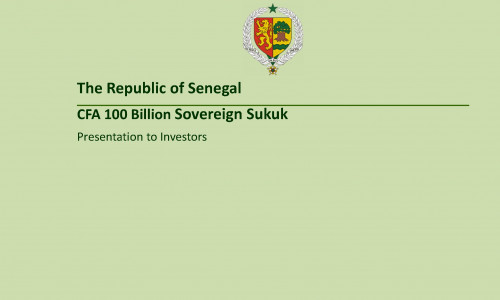 The Republic of Senegal
CFA 100 Billion Sovereign Sukuk
Presentation to Investors